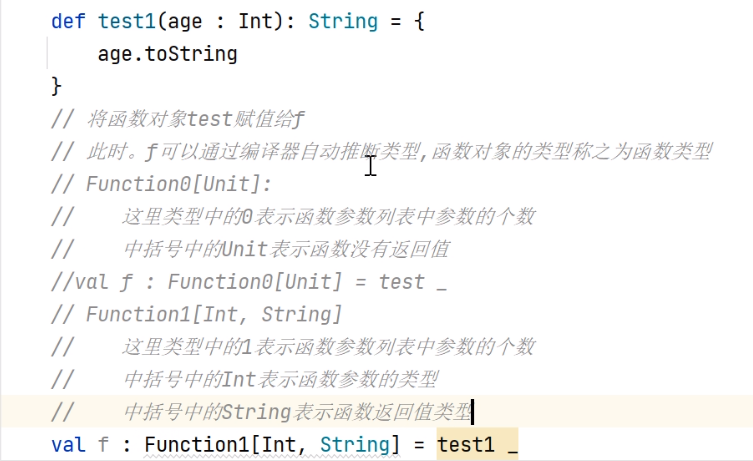 def test1(age : Int): String = {
    age.toString
}
// 将函数对象test赋值给f
// 此时。f可以通过编译器自动推断类型,函数对象的类型称之为函数类型
// Function0[Unit]:
//    这里类型中的0表示函数参数列表中参数的个数
//    中括号中的Unit表示函数没有返回值
//val f : Function0[Unit] = test _
// Function1[Int, String]
//    这里类型中的1表示函数参数列表中参数的个数
//    中括号中的Int表示函数参数的类型
//    中括号中的String表示函数返回值类型
val f : Function1[Int, String] = test1 _